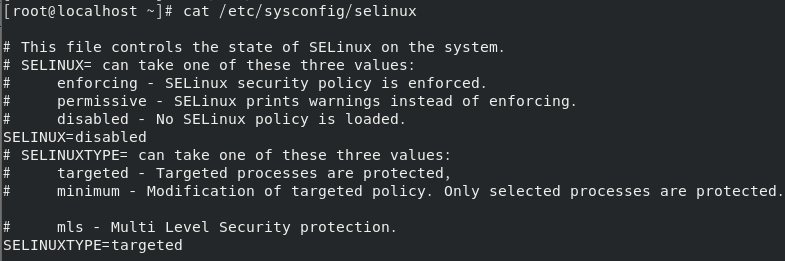 [root@localhost ~]# cat /etc/sysconfig/selinux
# This file controls the state of SELinux on the system.
# SELINUX= can take one of these three values:
#     enforcing - SELinux security policy is enforced.
#     permissive - SELinux prints warnings instead of enforcing.
#     disabled - No SELinux policy is loaded.
SELINUX=disabled
# SELINUXTYPE= can take one of these three values:
#     targeted - Targeted processes are protected,
#     minimum - Modification of targeted policy. Only selected processes are protected.
#     mls - Multi Level Security protection.
SELINUXTYPE=targeted